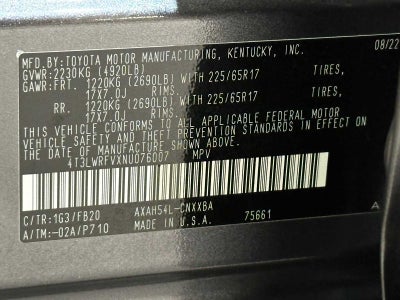 MFD.BY:TOYOTA MOTOR MANUFACTURING, KENTUCKY, INC. 08/22
GVWR:2230KG (4920LB)
GAWR:FRT. 1220KG (2690LB) WITH 225/65R17 TIRES,
17X7.0J RIMS,
RR. 1220KG (2690LB) WITH 225/65R17 TIRES,
17X7.0J RIMS.
THIS VEHICLE CONFORMS TO ALL APPLICABLE FEDERAL MOTOR
VEHICLE SAFETY, BUMPER, AND THEFT PREVENTION STANDARDS IN EFFECT ON
THE DATE OF MANUFACTURE SHOWN ABOVE.
4T3LWRFVXNU076007 MPV
C/TR:1G3/FB20 AXAH54L-CNXXBA A
A/TM:-02A/P710 MADE IN U.S.A. 75661